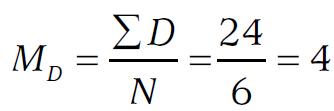 M_D = ∑D / N = 24 / 6 = 4